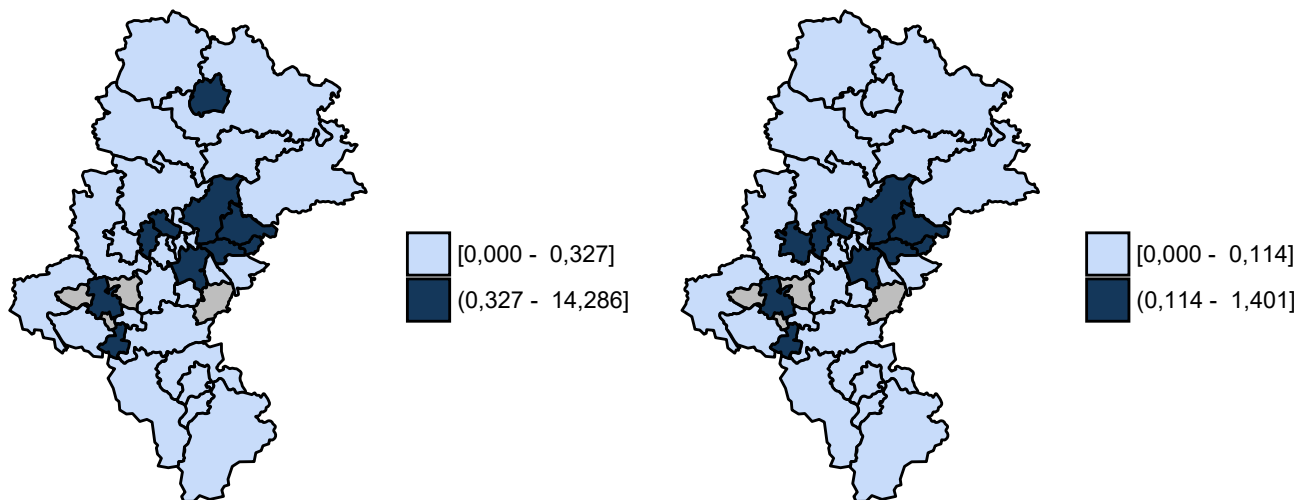 [0,000 - 0,327]
(0,327 - 14,286]
[0,000 - 0,114]
(0,114 - 1,401]